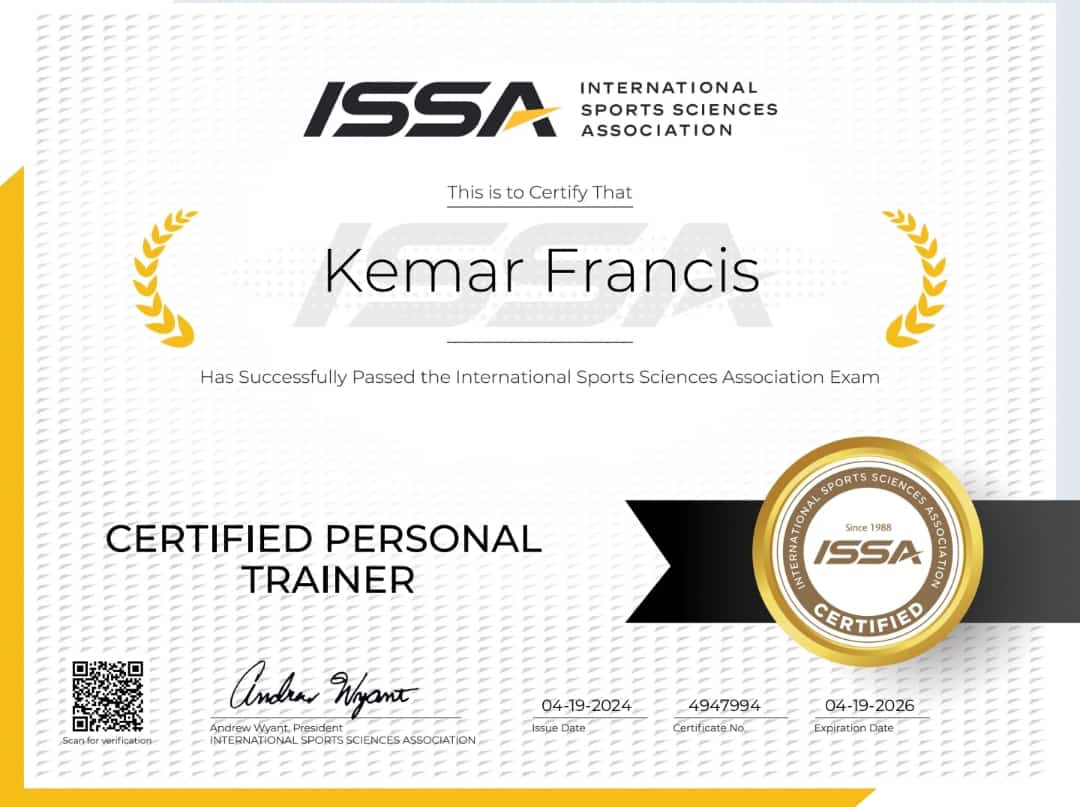 ISSA
INTERNATIONAL
SPORTS SCIENCES
ASSOCIATION
This is to Certify That
ISSA
Kemar Francis
Has Successfully Passed the International Sports Sciences Association Exam
CERTIFIED PERSONAL
TRAINER
INTERNATIONAL SPORTS SCIENCES ASSOCIATION
Since 1988
ISSA
CERTIFIED
Andrew Wyant
04-19-2024
4947994
04-19-2026
Scan for verification
Andrew Wyant, President
INTERNATIONAL SPORTS SCIENCES ASSOCIATION
Issue Date
Certificate No.
Expiration Date